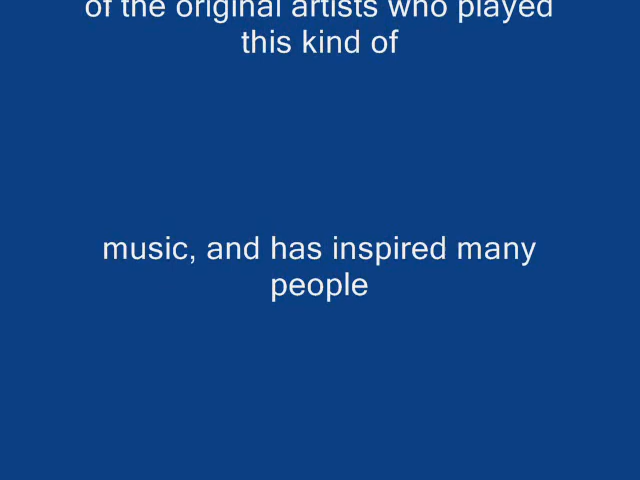 of the original artists who played
this kind of
music, and has inspired many
people